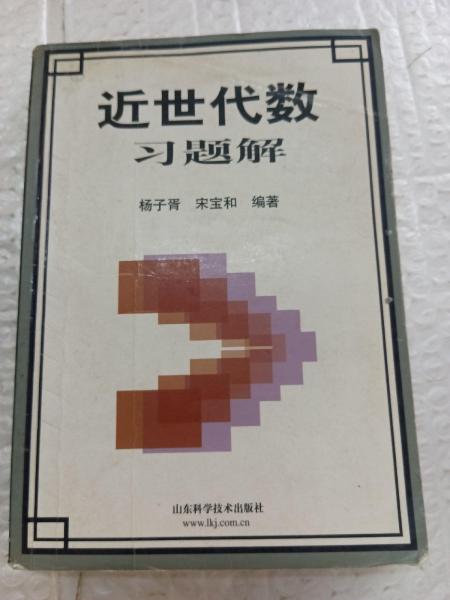 近世代数
习题解
杨子胥 宋宝和 编著
山东科学技术出版社
www.lkj.com.cn